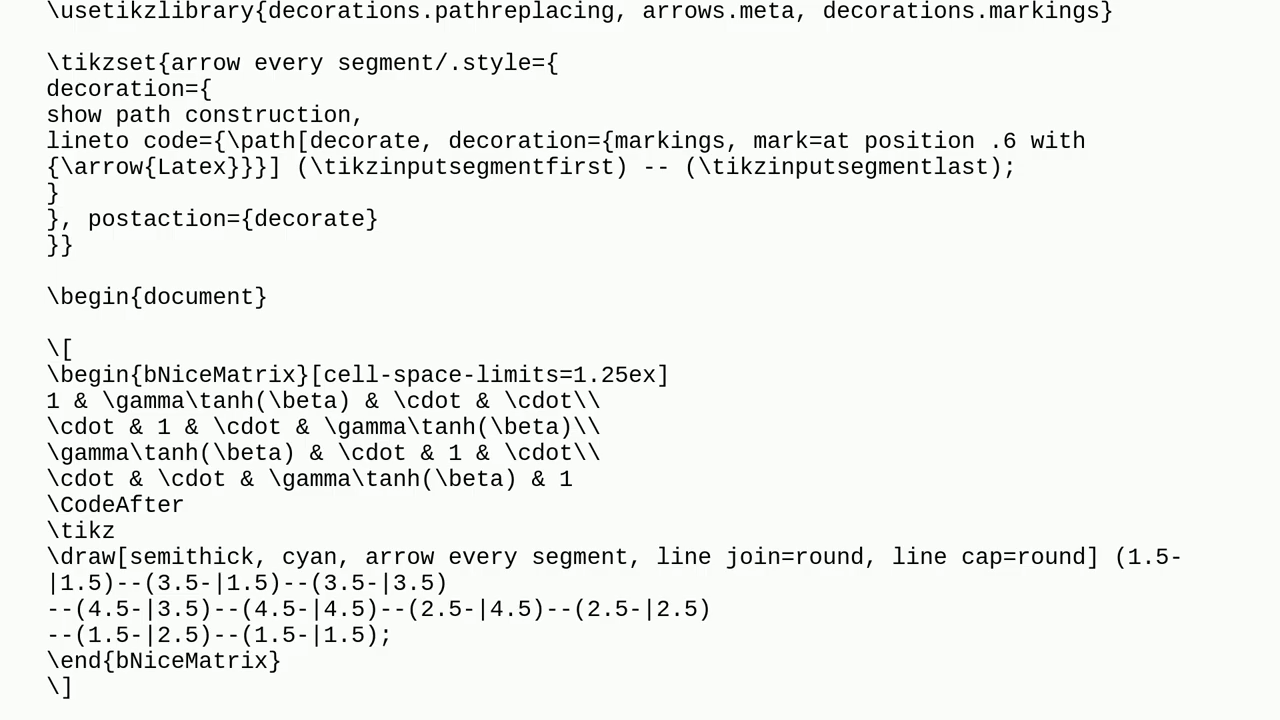 \usetikzlibrary{decorations.pathreplacing, arrows.meta, decorations.markings}
\tikzset{arrow every segment/.style={
decoration={
show path construction,
lineto code={\path[decorate, decoration={markings, mark=at position .6 with
{\arrow{Latex}}}] (\tikzinputsegmentfirst) -- (\tikzinputsegmentlast);
}
}, postaction={decorate}
}}
\begin{document}
\[
\begin{bNiceMatrix}[cell-space-limits=1.25ex]
1 & \gamma\tanh(\beta) & \cdot & \cdot\\
\cdot & 1 & \cdot & \gamma\tanh(\beta)\\
\gamma\tanh(\beta) & \cdot & 1 & \cdot\\
\cdot & \cdot & \gamma\tanh(\beta) & 1
\CodeAfter
\tikz
\draw[semithick, cyan, arrow every segment, line join=round, line cap=round] (1.5-
|1.5)--(3.5-|1.5)--(3.5-|3.5)
--(4.5-|3.5)--(4.5-|4.5)--(2.5-|4.5)--(2.5-|2.5)
--(1.5-|2.5)--(1.5-|1.5);
\end{bNiceMatrix}
\]